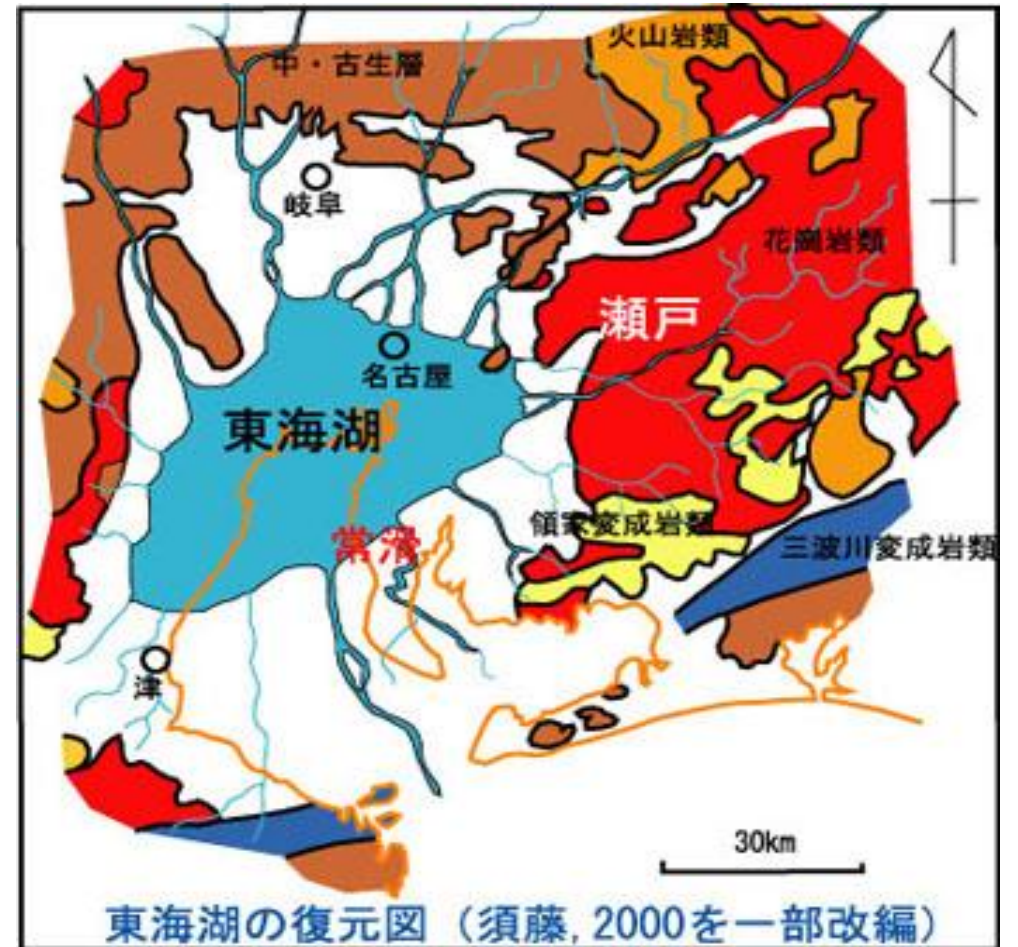 火山岩類
中・古生層
岐阜
花崗岩類
瀬戸
名古屋
東海湖
常滑
領家変成岩類
三波川変成岩類
津
30km
東海湖の復元図（須藤, 2000を一部改編）